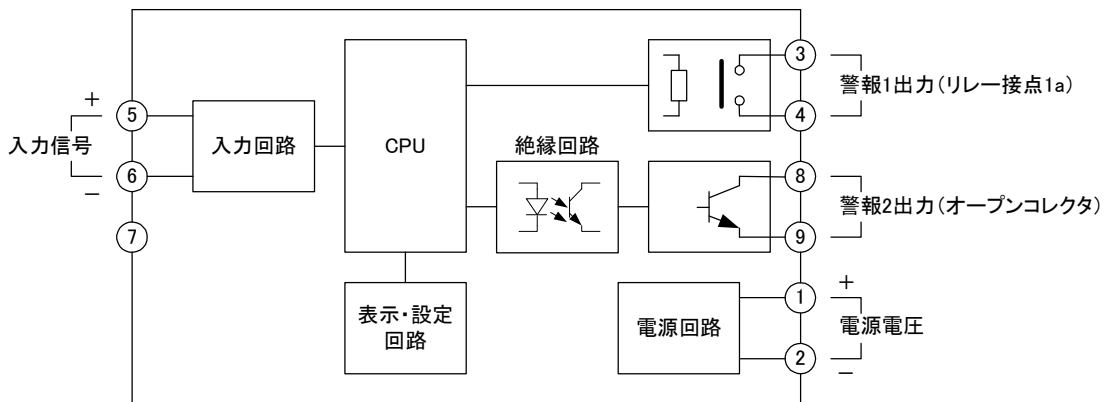 ③
警報1出力(リレー接点1a)
④
+
⑤
入力信号
⑥
−
⑦
入力回路
CPU
絶縁回路
⑧
警報2出力(オープンコレクタ)
⑨
表示・設定
回路
電源回路
①
+
電源電圧
②
−